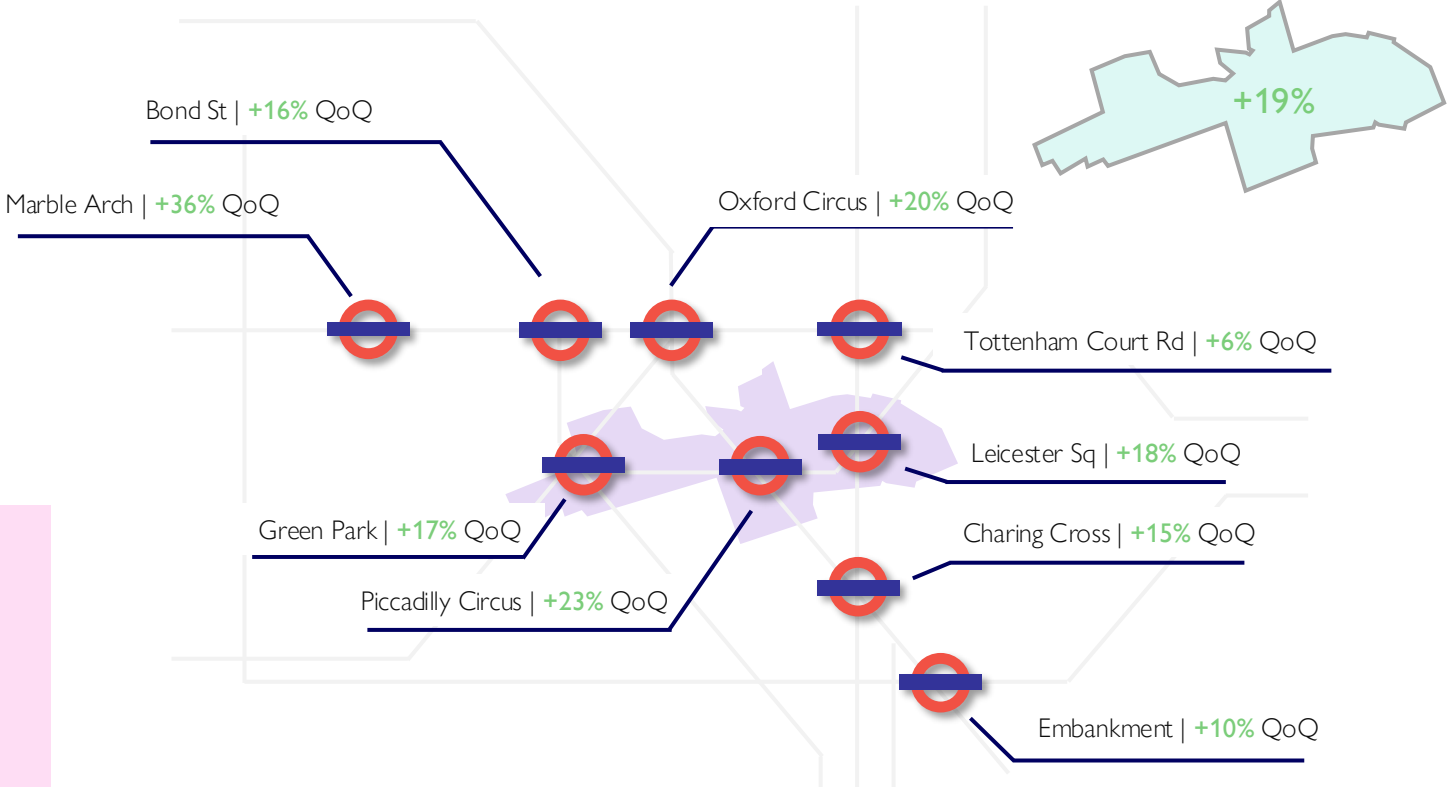 +19%
Bond St | +16% QoQ
Marble Arch | +36% QoQ
Oxford Circus | +20% QoQ
Tottenham Court Rd | +6% QoQ
Leicester Sq | +18% QoQ
Green Park | +17% QoQ
Charing Cross | +15% QoQ
Piccadilly Circus | +23% QoQ
Embankment | +10% QoQ